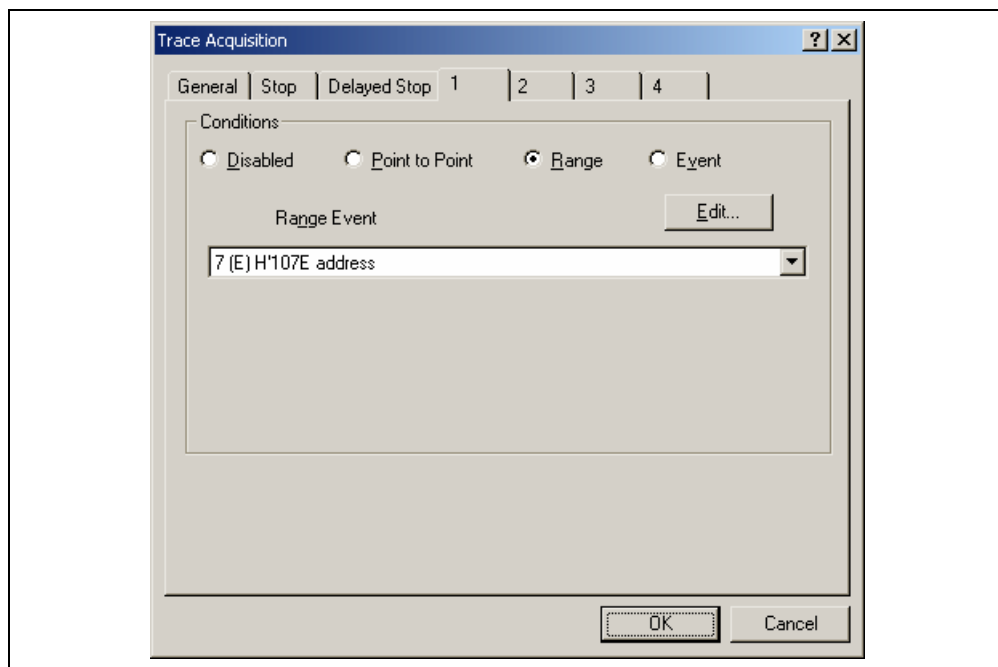 Trace Acquisition
General Stop Delayed Stop 1 2 3 4
Conditions
Disabled Point to Point Range Event
Range Event Edit...
7 (E) H'107E address
OK Cancel